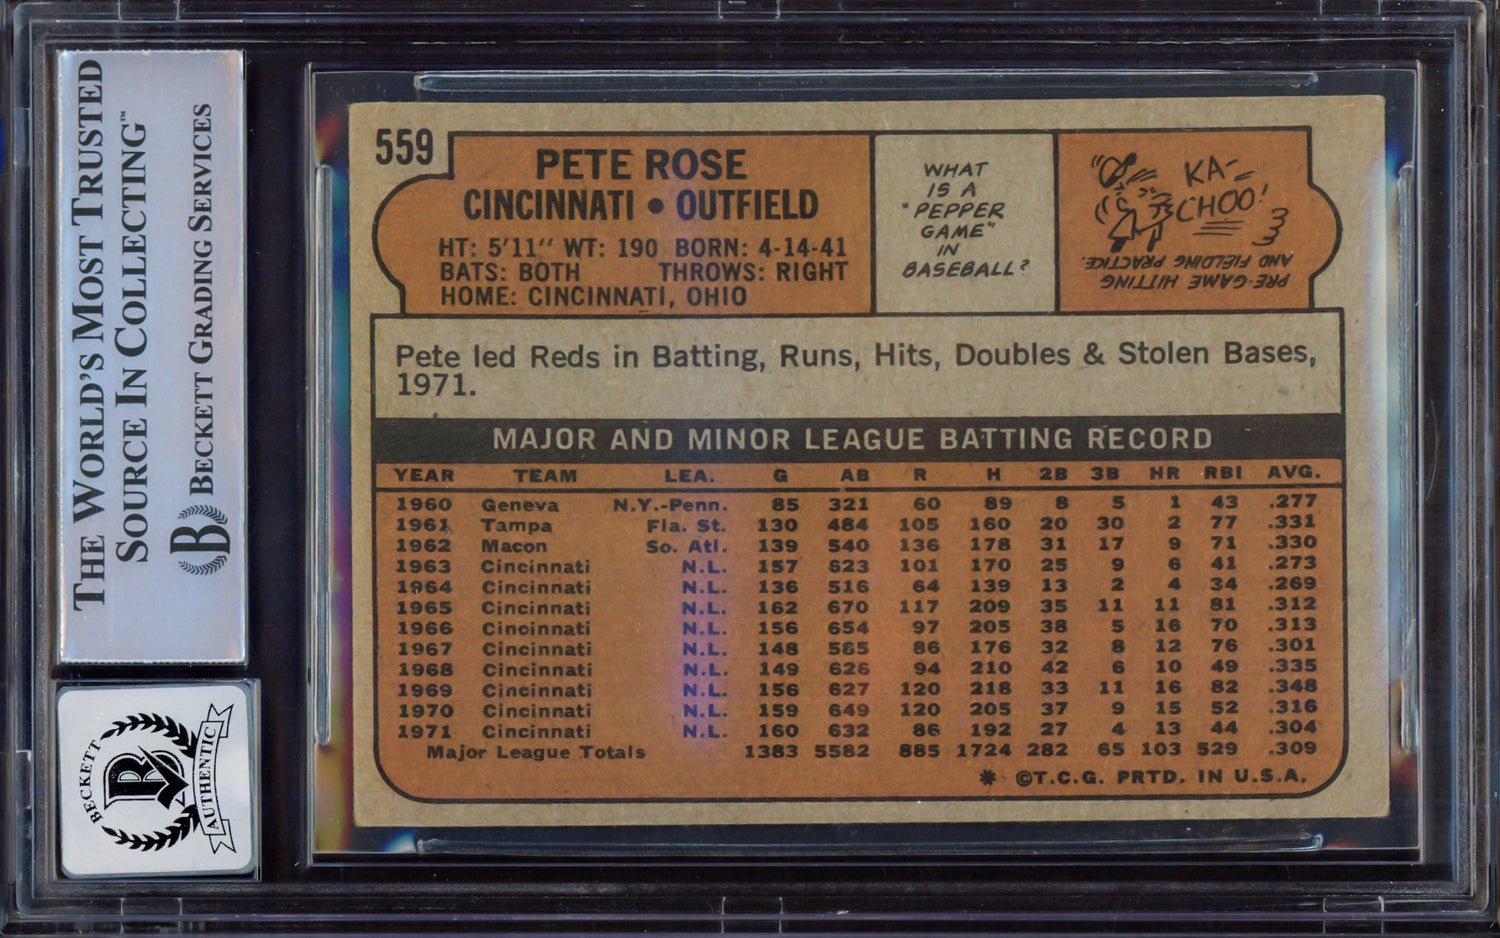 THE WORLD'S MOST TRUSTED
SOURCE IN COLLECTING™
BECKETT GRADING SERVICES
B
BECKETT
B
AUTHENTIC
559
PETE ROSE
CINCINNATI • OUTFIELD
HT: 5'11" WT: 190 BORN: 4-14-41
BATS: BOTH THROWS: RIGHT
HOME: CINCINNATI, OHIO
WHAT
IS A
"PEPPER
GAME"
IN
BASEBALL?
KA-
CHOO!
PRE-GAME HITTING
AND FIELDING PRACTICE.
Pete led Reds in Batting, Runs, Hits, Doubles & Stolen Bases,
1971.
MAJOR AND MINOR LEAGUE BATTING RECORD
YEAR TEAM LEA. G AB R H 2B 3B HR RBI AVG.
1960 Geneva N.Y.-Penn. 85 321 60 89 8 5 1 43 .277
1961 Tampa Fla. St. 130 484 105 160 20 30 2 77 .331
1962 Macon So. Atl. 139 540 136 178 31 17 9 71 .330
1963 Cincinnati N.L. 157 623 101 170 25 9 6 41 .273
1964 Cincinnati N.L. 136 516 64 139 13 2 4 34 .269
1965 Cincinnati N.L. 162 670 117 209 35 11 11 81 .312
1966 Cincinnati N.L. 156 654 97 205 38 5 16 70 .313
1967 Cincinnati N.L. 148 585 86 176 32 8 12 76 .301
1968 Cincinnati N.L. 149 626 94 210 42 6 10 49 .335
1969 Cincinnati N.L. 156 627 120 218 33 11 16 82 .348
1970 Cincinnati N.L. 159 649 120 205 37 9 15 52 .316
1971 Cincinnati N.L. 160 632 86 192 27 4 13 44 .304
Major League Totals 1383 5582 885 1724 282 65 103 529 .309
* ©T.C.G. PRTD. IN U.S.A.